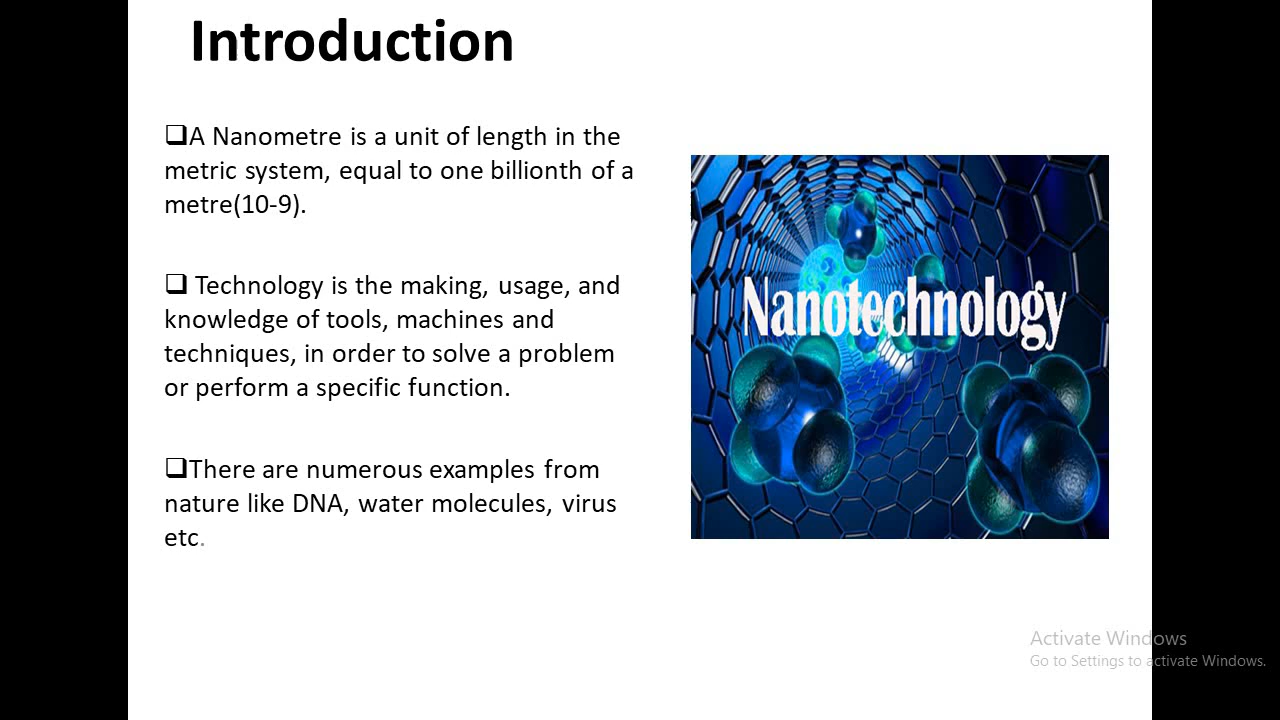 Introduction
❑A Nanometre is a unit of length in the
metric system, equal to one billionth of a
metre(10-9).
❑ Technology is the making, usage, and
knowledge of tools, machines and
techniques, in order to solve a problem
or perform a specific function.
❑There are numerous examples from
nature like DNA, water molecules, virus
etc.
Nanotechnology
Activate Windows
Go to Settings to activate Windows.